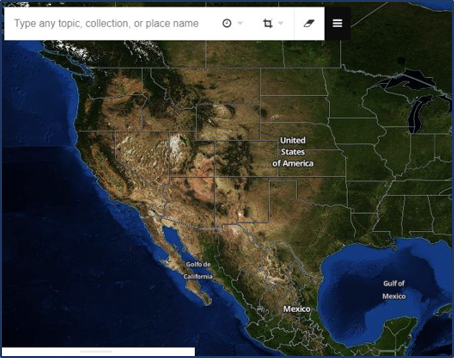 Type any topic, collection, or place name
United
States
of America
Golfo de
California
Gulf of
Mexico
Mexico